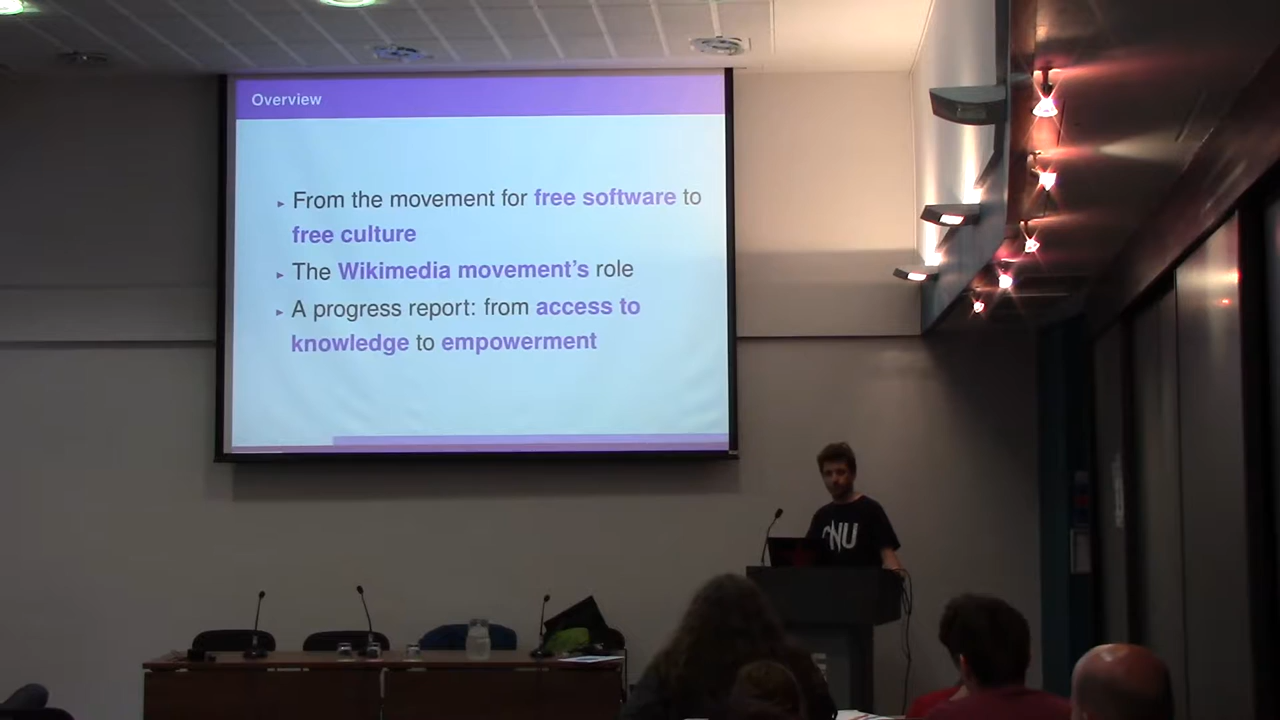 Overview
From the movement for free software to
free culture
The Wikimedia movement's role
A progress report: from access to
knowledge to empowerment
GNU